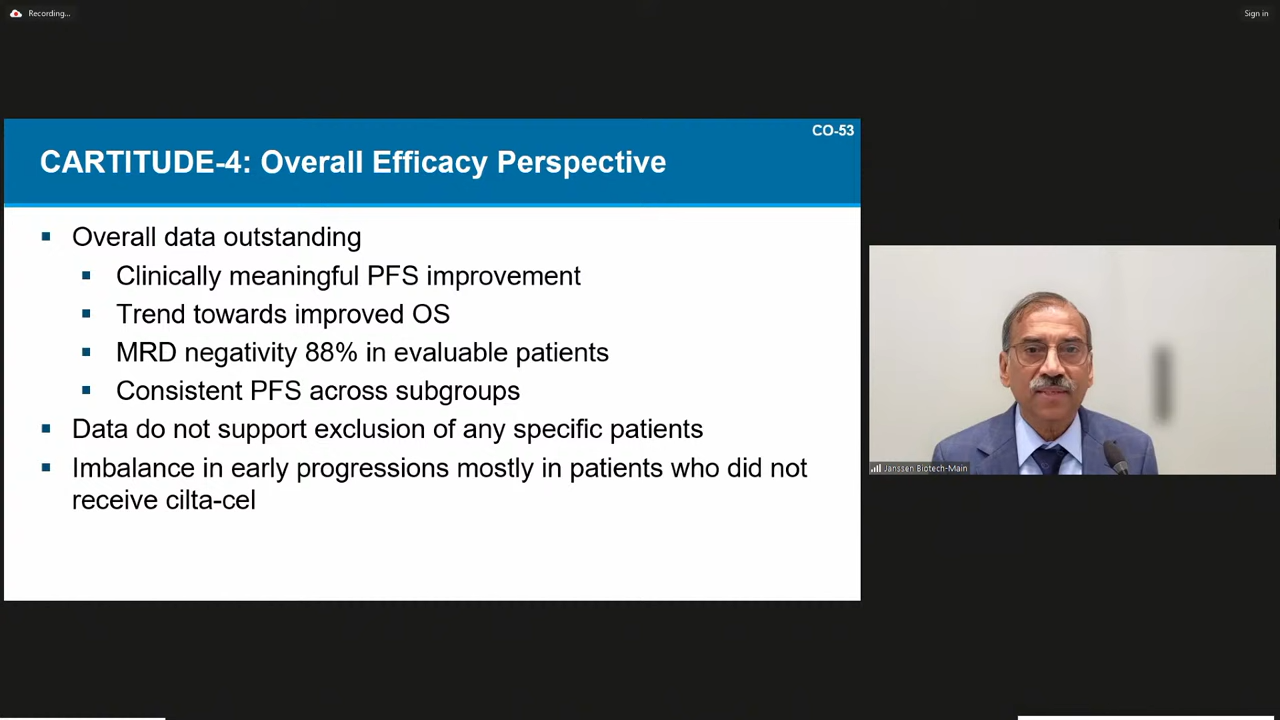 Recording...
Sign in
CO-53
CARTITUDE-4: Overall Efficacy Perspective
▪ Overall data outstanding
▪ Clinically meaningful PFS improvement
▪ Trend towards improved OS
▪ MRD negativity 88% in evaluable patients
▪ Consistent PFS across subgroups
▪ Data do not support exclusion of any specific patients
▪ Imbalance in early progressions mostly in patients who did not
receive cilta-cel
Janssen Biotech-Main